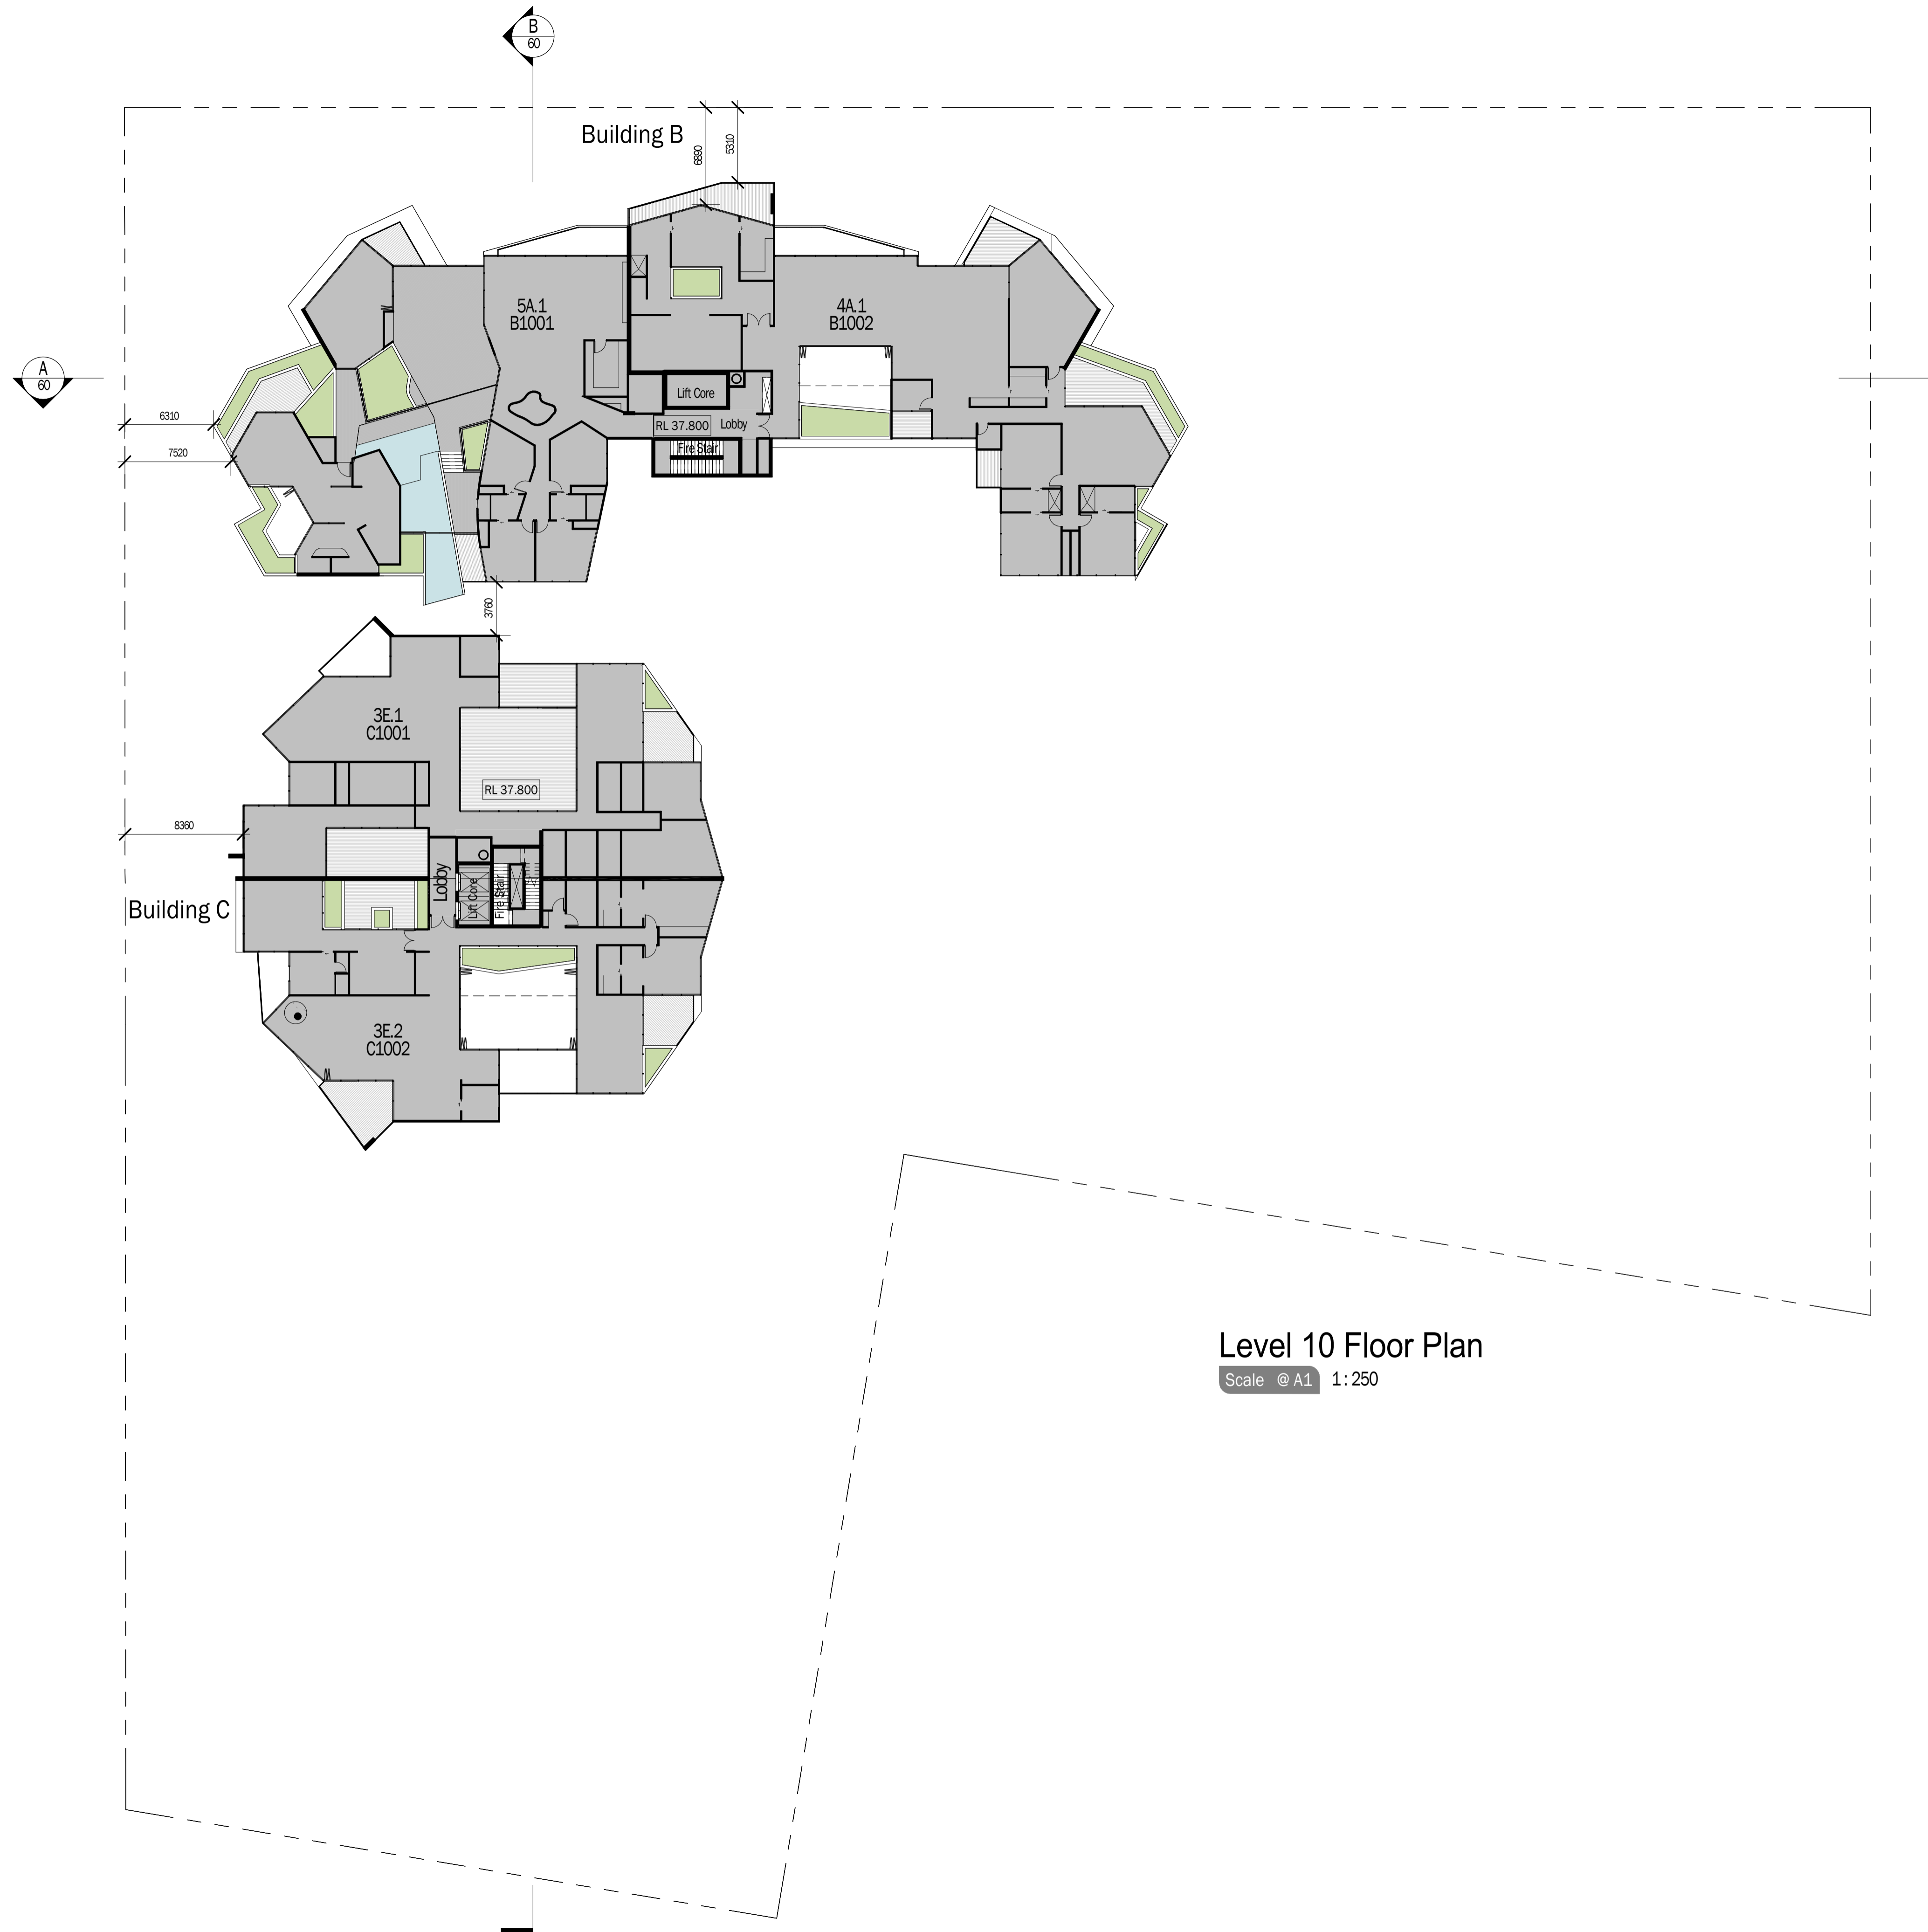 B
60
Building B
6890
5310
5A.1
B1001
4A.1
B1002
A
60
Lift Core
6310
RL 37.800
Lobby
Fire Stair
7520
3760
3E.1
C1001
RL 37.800
8360
Lobby
Lift Core
Fire Stair
Building C
3E.2
C1002
Level 10 Floor Plan
Scale @ A1 1 : 250